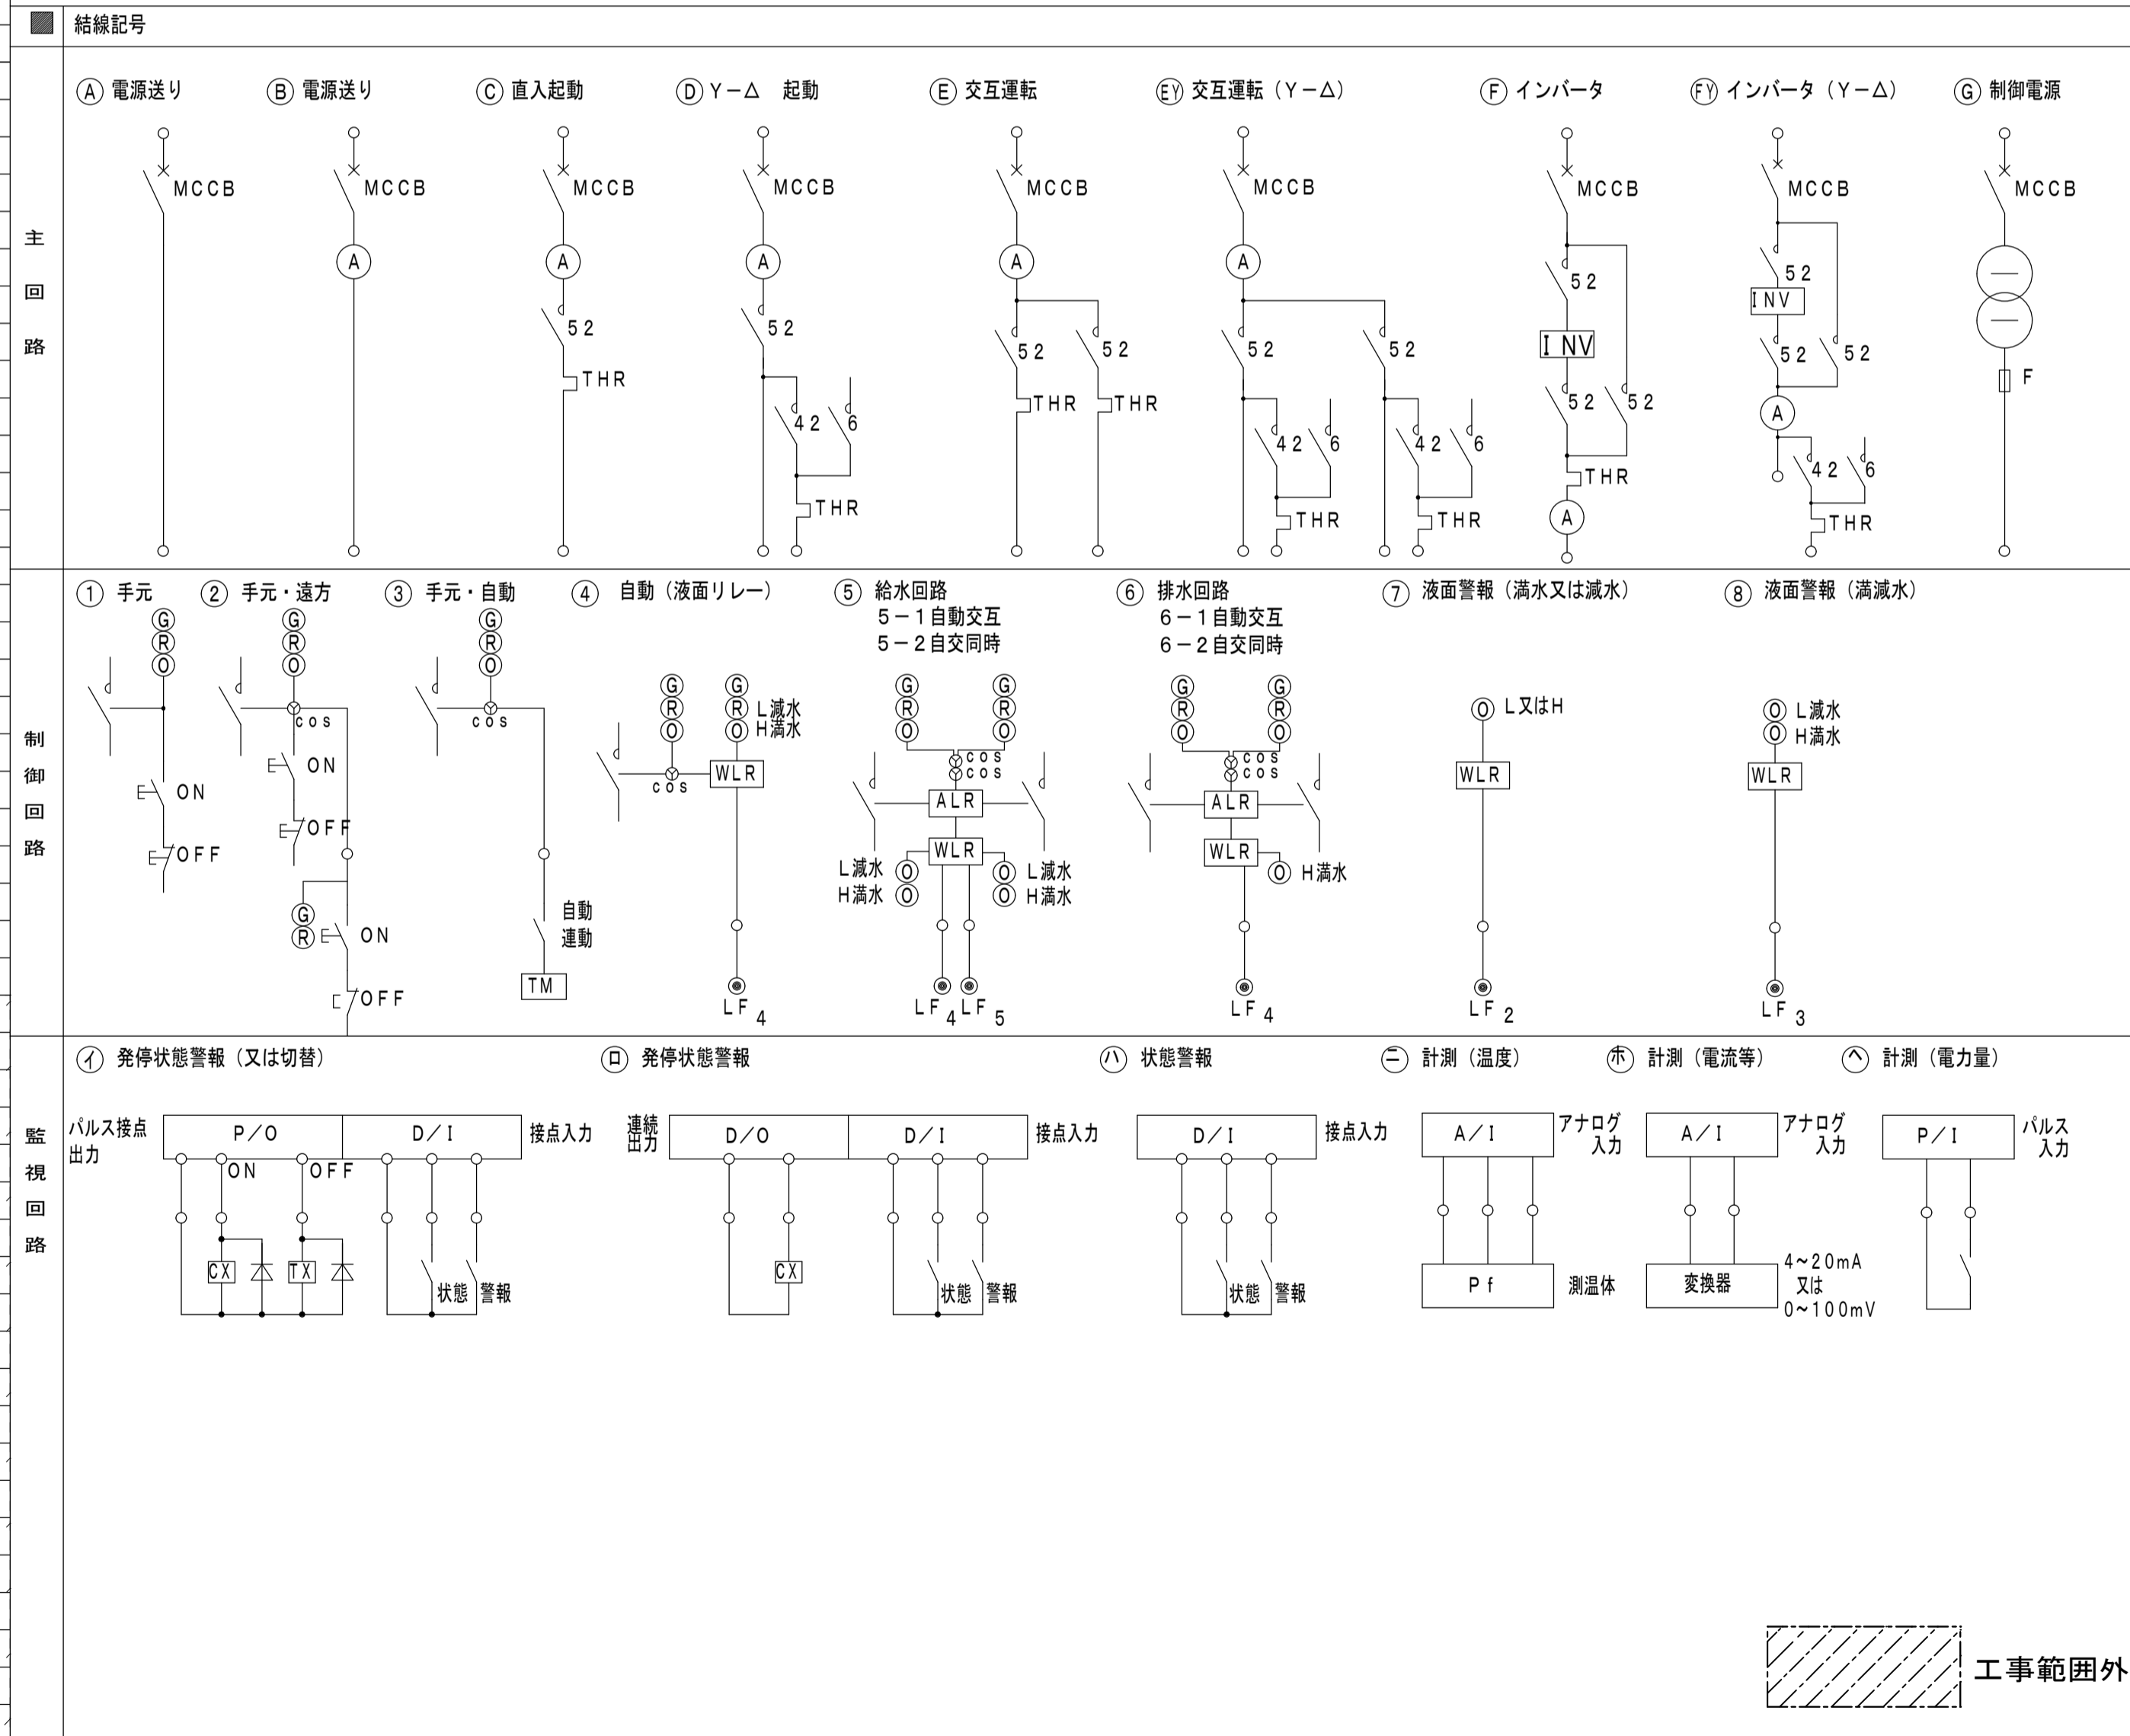 結線記号
主回路
Ⓐ 電源送り
MCCB
Ⓑ 電源送り
MCCB
A
Ⓒ 直入起動
MCCB
A
52
THR
Ⓓ Y－△ 起動
MCCB
A
52
42 6
THR
Ⓔ 交互運転
MCCB
A
52 52
THR THR
EY 交互運転（Y－△）
MCCB
A
52 52
42 6 42 6
THR THR
Ⓕ インバータ
MCCB
52
INV
52 52
THR
A
FY インバータ（Y－△）
MCCB
52
INV
52 52
A
42 6
THR
Ⓖ 制御電源
MCCB
F
制御回路
① 手元
G
R
O
ON
OFF
② 手元・遠方
G
R
O
cos
ON
OFF
G
R
ON
OFF
③ 手元・自動
G
R
O
cos
自動
連動
TM
④ 自動（液面リレー）
G G
R R L減水
O O H満水
cos WLR
LF4
⑤ 給水回路
5－1自動交互
5－2自交同時
G G
R R
O O
cos
cos
ALR
WLR
L減水 O O L減水
H満水 O O H満水
LF4 LF5
⑥ 排水回路
6－1自動交互
6－2自交同時
G G
R R
O O
cos
cos
ALR
WLR
O H満水
LF4
⑦ 液面警報（満水又は減水）
O L又はH
WLR
LF2
⑧ 液面警報（満減水）
O L減水
O H満水
WLR
LF3
監視回路
イ 発停状態警報（又は切替）
パルス接点
出力
P/O D/I 接点入力
ON OFF
CX TX
状態 警報
ロ 発停状態警報
連続
出力
D/O D/I 接点入力
CX
状態 警報
ハ 状態警報
D/I 接点入力
状態 警報
ニ 計測（温度）
A/I アナログ
入力
Pf 測温体
ホ 計測（電流等）
A/I アナログ
入力
変換器
4～20mA
又は
0～100mV
ヘ 計測（電力量）
P/I パルス
入力
工事範囲外